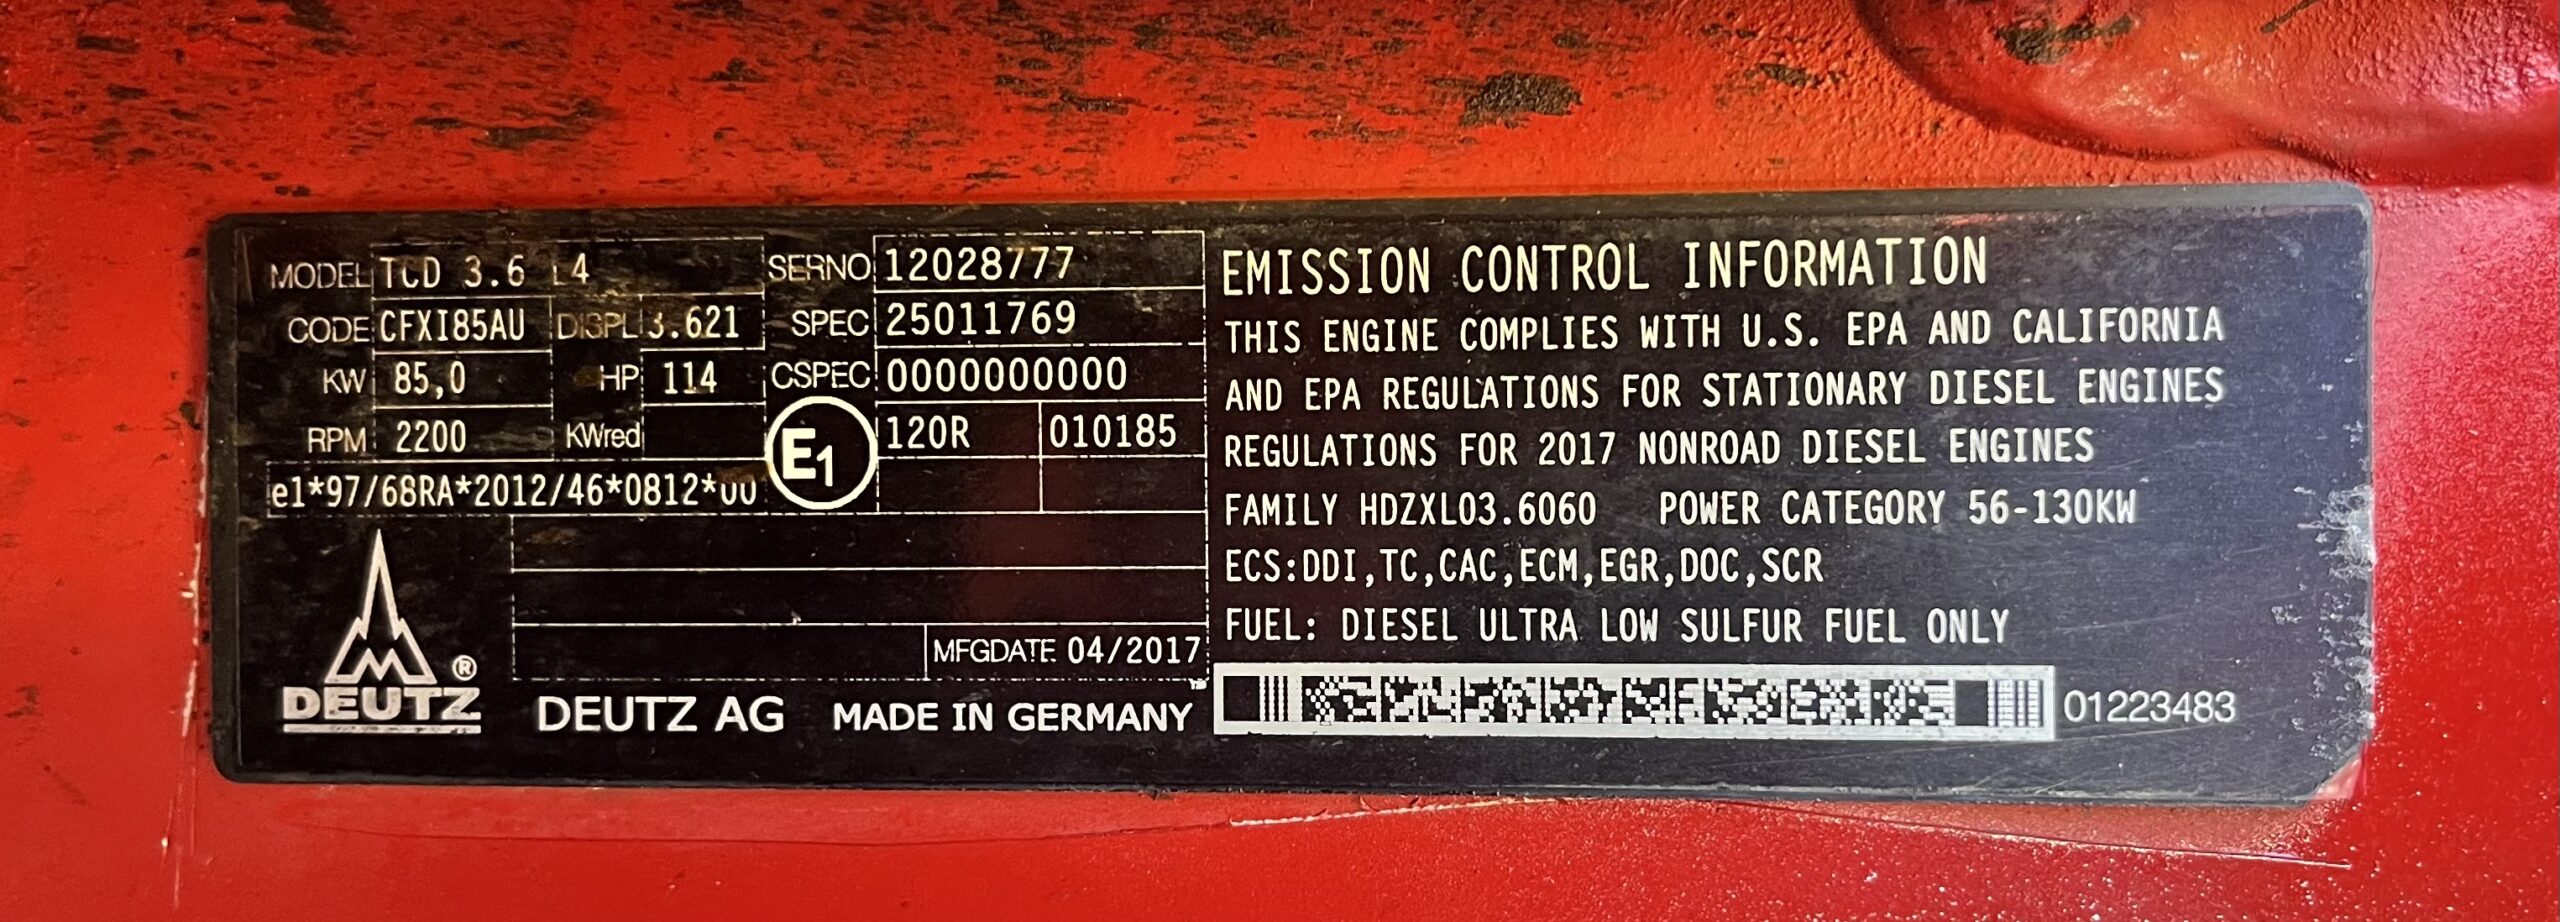 MODEL TCD 3.6 L4 SERNO 12028777
CODE CFXI85AU DISPL 3.621 SPEC 25011769
KW 85,0 HP 114 CSPEC 0000000000
RPM 2200 KWred E1 120R 010185
e1*97/68RA*2012/46*0812*00
MFGDATE 04/2017
DEUTZ®
DEUTZ AG MADE IN GERMANY
EMISSION CONTROL INFORMATION
THIS ENGINE COMPLIES WITH U.S. EPA AND CALIFORNIA
AND EPA REGULATIONS FOR STATIONARY DIESEL ENGINES
REGULATIONS FOR 2017 NONROAD DIESEL ENGINES
FAMILY HDZXL03.6060 POWER CATEGORY 56-130KW
ECS:DDI,TC,CAC,ECM,EGR,DOC,SCR
FUEL: DIESEL ULTRA LOW SULFUR FUEL ONLY
01223483